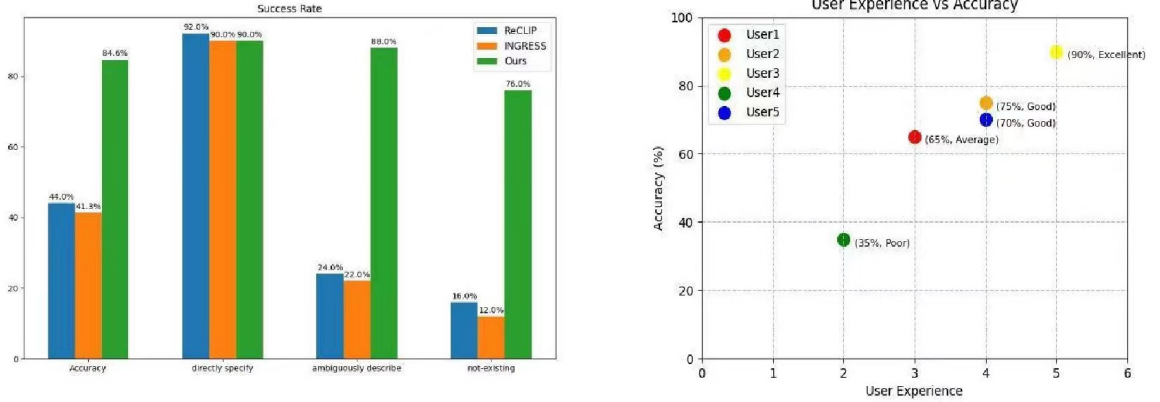 Success Rate
ReCLIP
INGRESS
Ours
80
60
40
20
0
44.0%
41.3%
84.6%
92.0%
90.0%
90.0%
24.0%
22.0%
88.0%
16.0%
12.0%
76.0%
Accuracy
directly specify
ambiguously describe
not-existing
User Experience vs Accuracy
User1
User2
User3
User4
User5
100
80
60
40
20
0
Accuracy (%)
(90%, Excellent)
(75%, Good)
(70%, Good)
(65%, Average)
(35%, Poor)
0 1 2 3 4 5 6
User Experience